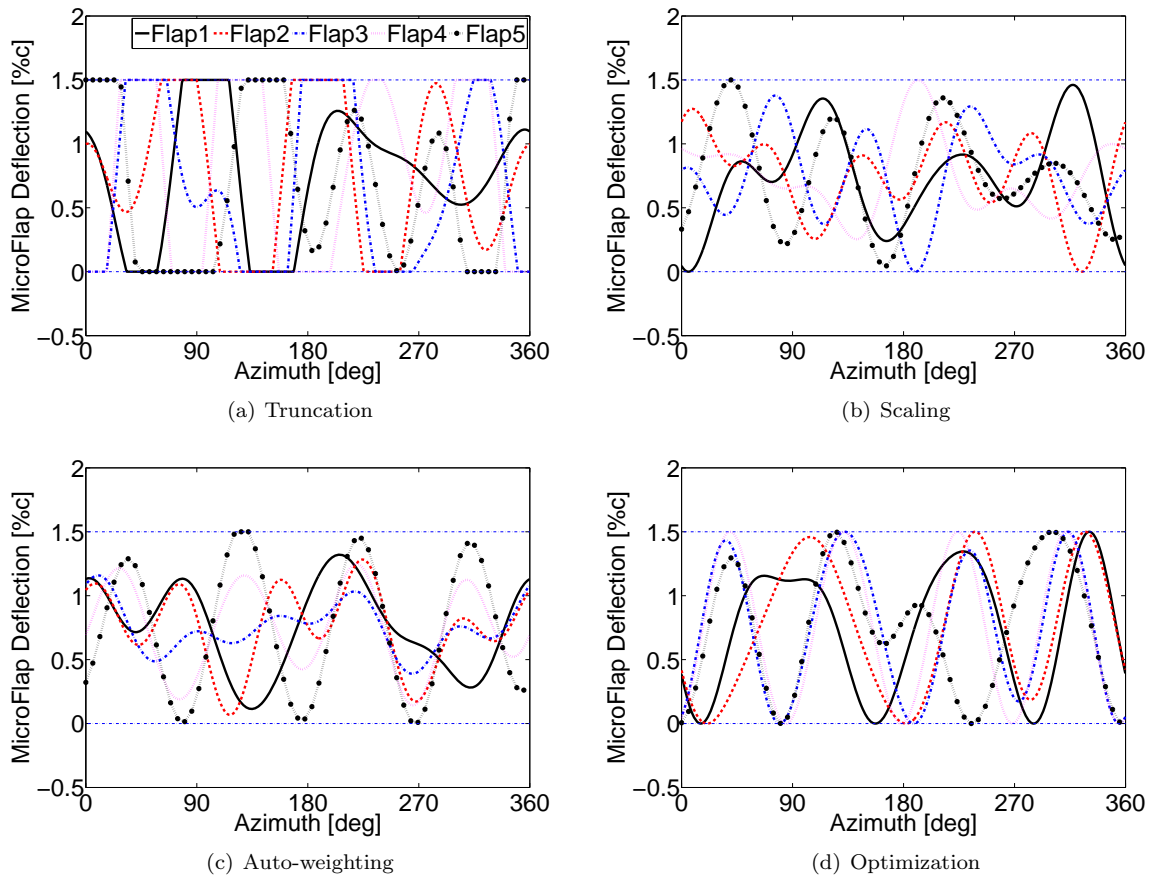 2
1.5
1
0.5
0
−0.5
MicroFlap Deflection [%c]
Flap1 Flap2 Flap3 Flap4 Flap5
0 90 180 270 360
Azimuth [deg]
(a) Truncation
2
1.5
1
0.5
0
−0.5
MicroFlap Deflection [%c]
0 90 180 270 360
Azimuth [deg]
(b) Scaling
2
1.5
1
0.5
0
−0.5
MicroFlap Deflection [%c]
0 90 180 270 360
Azimuth [deg]
(c) Auto-weighting
2
1.5
1
0.5
0
−0.5
MicroFlap Deflection [%c]
0 90 180 270 360
Azimuth [deg]
(d) Optimization